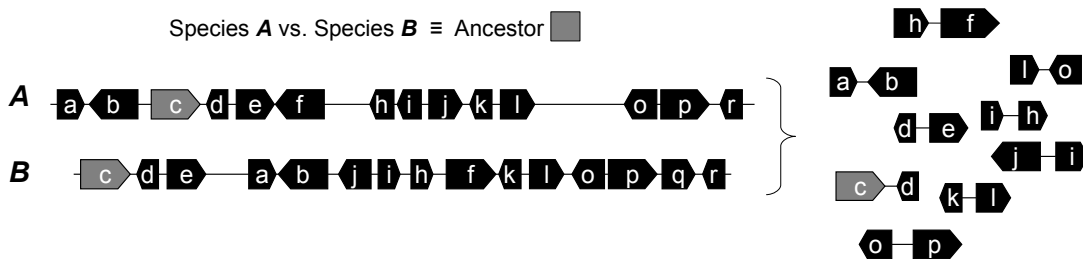 Species A vs. Species B ≡ Ancestor
h f
l o
a b
A a b c d e f h i j k l o p r
i h
d e
j i
B c d e a b j i h f k l o p q r
c d
k l
o p